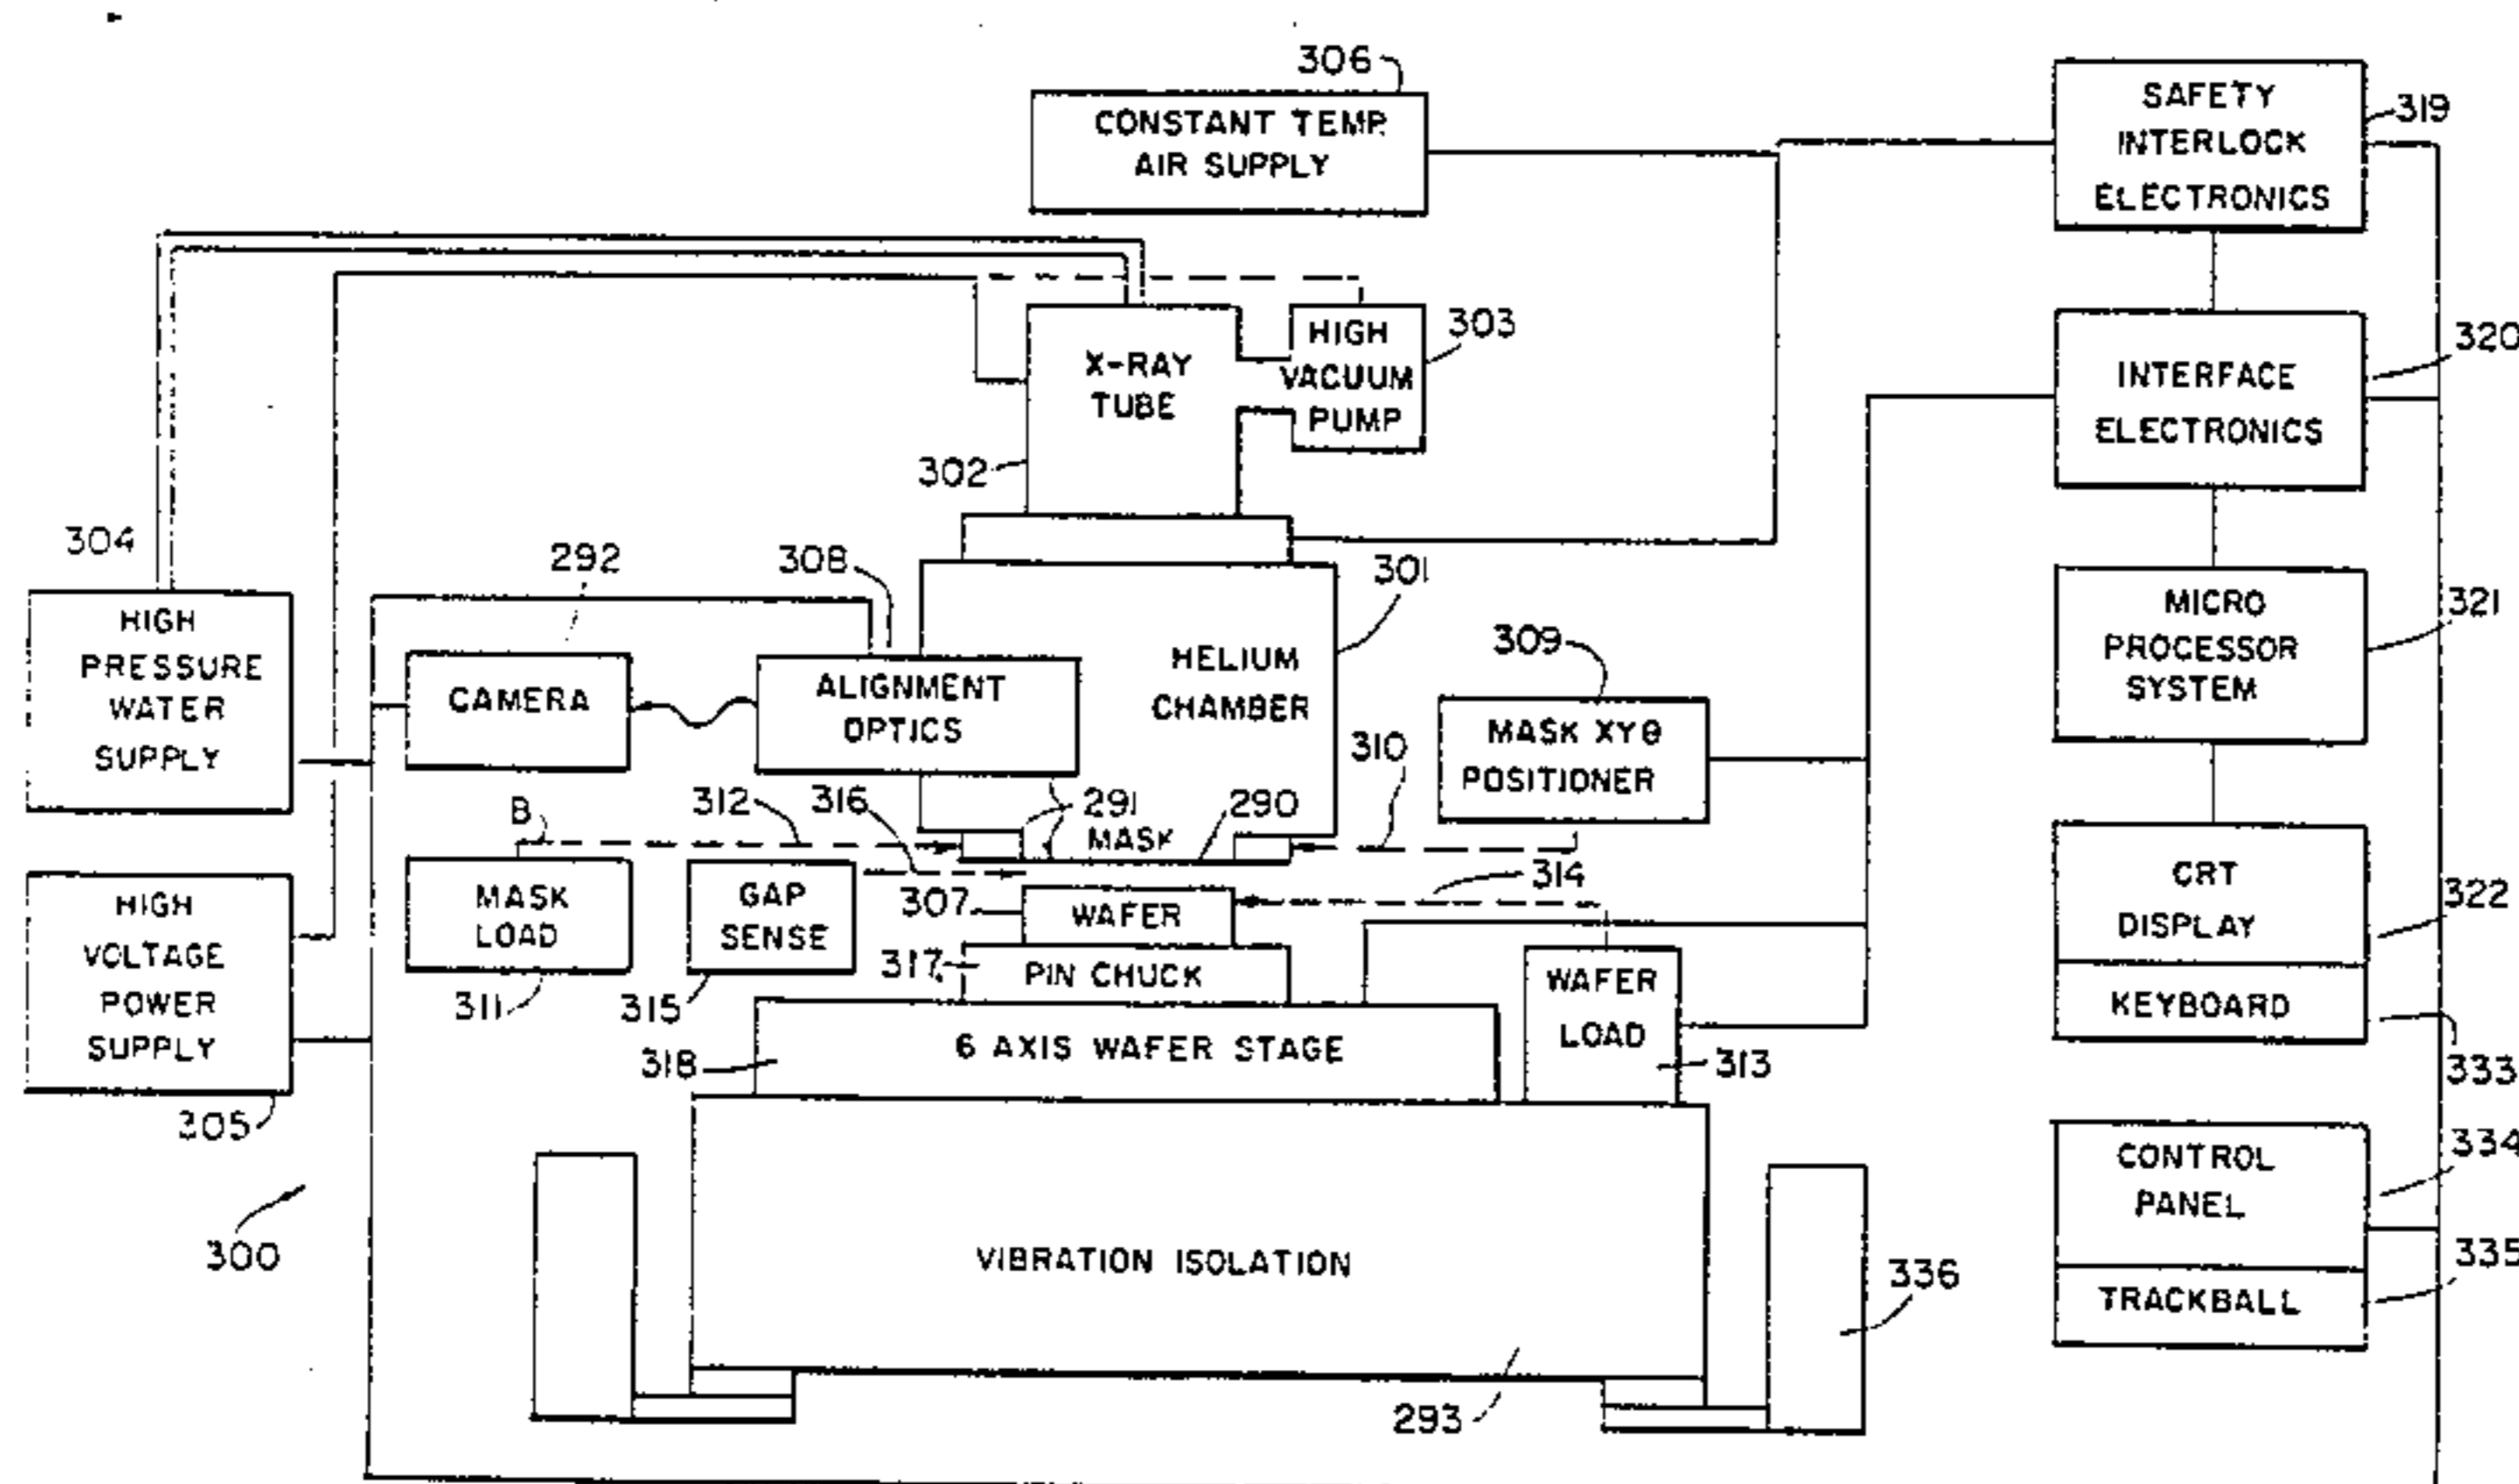 306
CONSTANT TEMP.
AIR SUPPLY
SAFETY
INTERLOCK
ELECTRONICS
319
X-RAY
TUBE
302
HIGH
VACUUM
PUMP
303
INTERFACE
ELECTRONICS
320
304
HIGH
PRESSURE
WATER
SUPPLY
292
CAMERA
308
ALIGNMENT
OPTICS
301
HELIUM
CHAMBER
309
MASK XYθ
POSITIONER
310
MICRO
PROCESSOR
SYSTEM
321
B
312
316
291
MASK
290
HIGH
VOLTAGE
POWER
SUPPLY
305
MASK
LOAD
311
GAP
SENSE
315
307
WAFER
314
317
PIN CHUCK
318
6 AXIS WAFER STAGE
WAFER
LOAD
313
CRT
DISPLAY
322
KEYBOARD
333
300
VIBRATION ISOLATION
293
336
CONTROL
PANEL
334
TRACKBALL
335